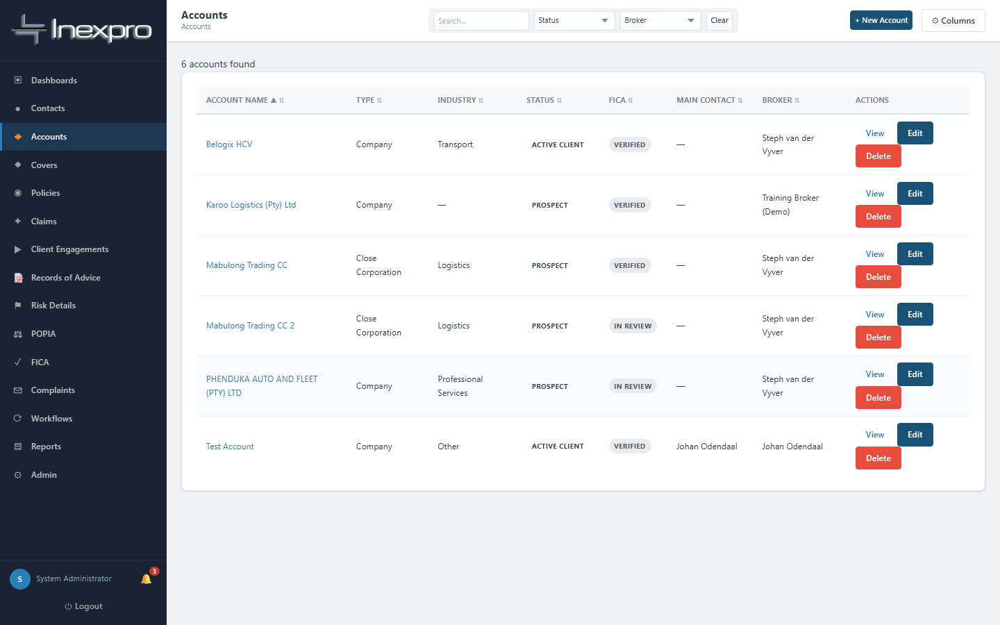 Inexpro
Accounts
Accounts
Search...
Status
Broker
Clear
+ New Account
Columns
Dashboards
Contacts
Accounts
Covers
Policies
Claims
Client Engagements
Records of Advice
Risk Details
POPIA
FICA
Complaints
Workflows
Reports
Admin
S System Administrator 3
Logout
6 accounts found
ACCOUNT NAME ▲ ⇅ TYPE ⇅ INDUSTRY ⇅ STATUS ⇅ FICA ⇅ MAIN CONTACT ⇅ BROKER ⇅ ACTIONS
Belogix HCV Company Transport ACTIVE CLIENT VERIFIED — Steph van der
Vyver View Edit
Delete
Karoo Logistics (Pty) Ltd Company — PROSPECT VERIFIED — Training Broker
(Demo) View Edit
Delete
Mabulong Trading CC Close
Corporation Logistics PROSPECT VERIFIED — Steph van der
Vyver View Edit
Delete
Mabulong Trading CC 2 Close
Corporation Logistics PROSPECT IN REVIEW — Steph van der
Vyver View Edit
Delete
PHENDUKA AUTO AND FLEET
(PTY) LTD Company Professional
Services PROSPECT IN REVIEW — Steph van der
Vyver View Edit
Delete
Test Account Company Other ACTIVE CLIENT VERIFIED Johan Odendaal Johan Odendaal View Edit
Delete